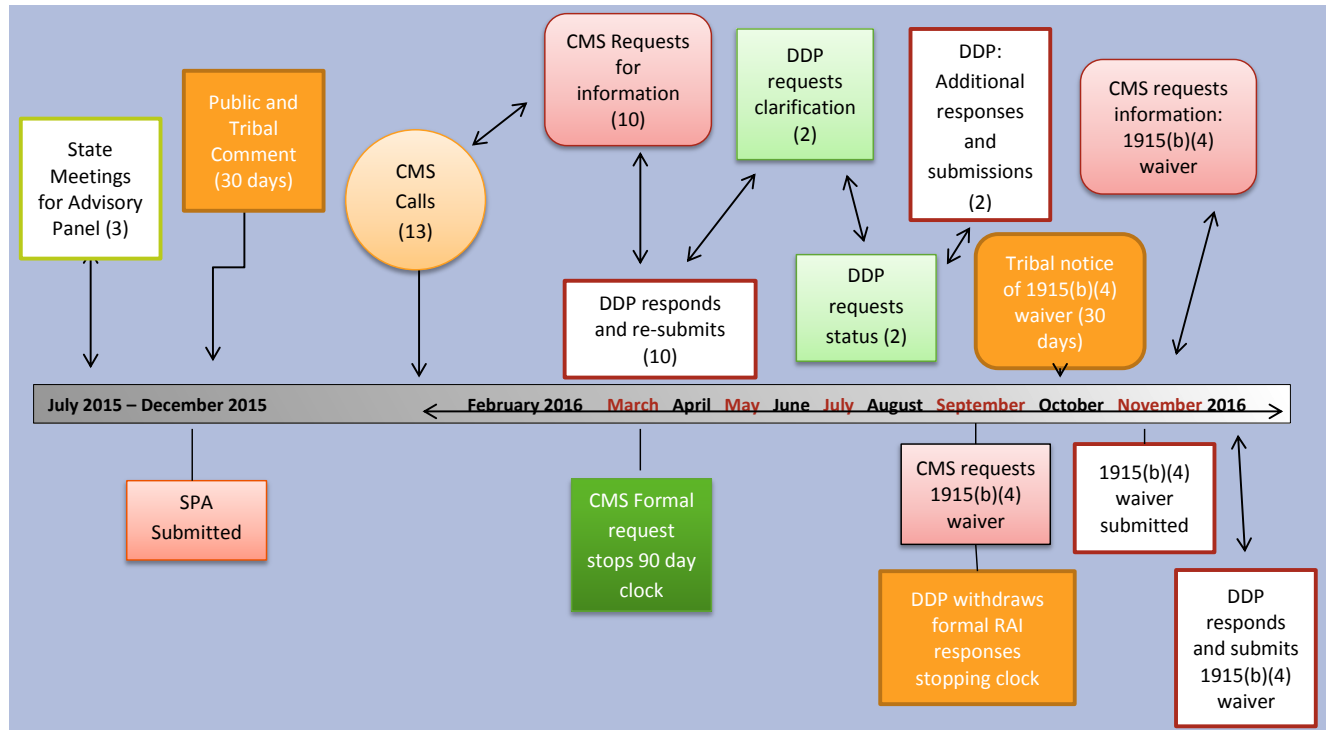 State
Meetings
for Advisory
Panel (3)
Public and
Tribal
Comment
(30 days)
CMS
Calls
(13)
CMS Requests
for
information
(10)
DDP responds
and re-submits
(10)
DDP
requests
clarification
(2)
DDP
requests
status (2)
DDP:
Additional
responses
and
submissions
(2)
Tribal notice
of 1915(b)(4)
waiver (30
days)
CMS requests
information:
1915(b)(4)
waiver
July 2015 – December 2015 February 2016 March April May June July August September October November 2016
SPA
Submitted
CMS Formal
request
stops 90 day
clock
CMS requests
1915(b)(4)
waiver
DDP withdraws
formal RAI
responses
stopping clock
1915(b)(4)
waiver
submitted
DDP
responds
and submits
1915(b)(4)
waiver